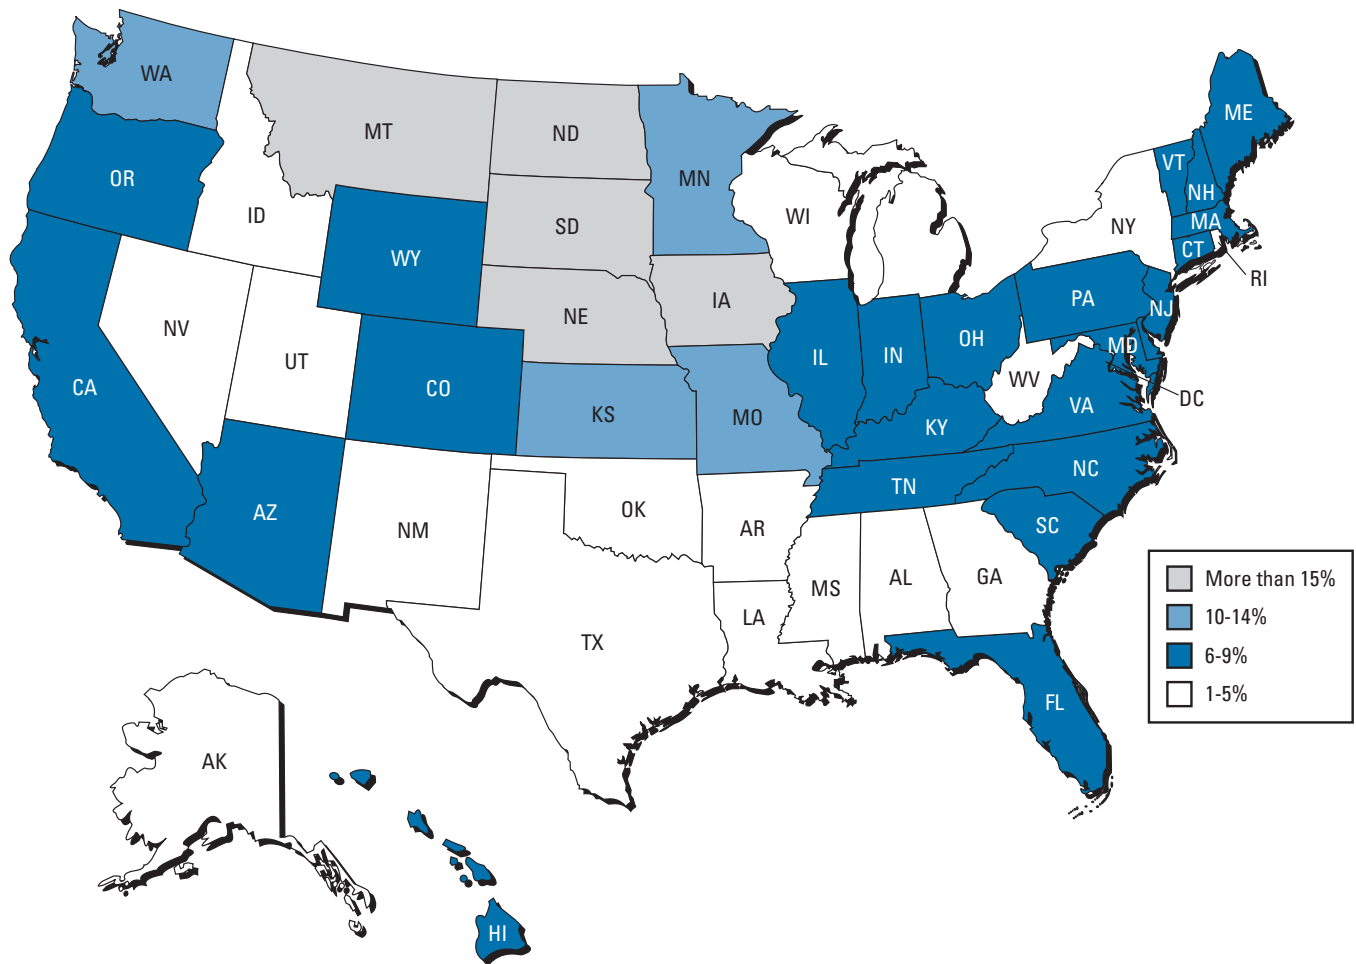 WA
ME
MT
ND
VT
OR
MN
NH
ID
WI
MA
NY
SD
CT
WY
RI
IA
PA
NE
NJ
NV
OH
MD
IL
IN
UT
WV
CA
CO
DC
VA
KS
MO
KY
NC
TN
AZ
OK
SC
NM
AR
GA
AL
MS
More than 15%
LA
10-14%
TX
6-9%
1-5%
FL
AK
HI